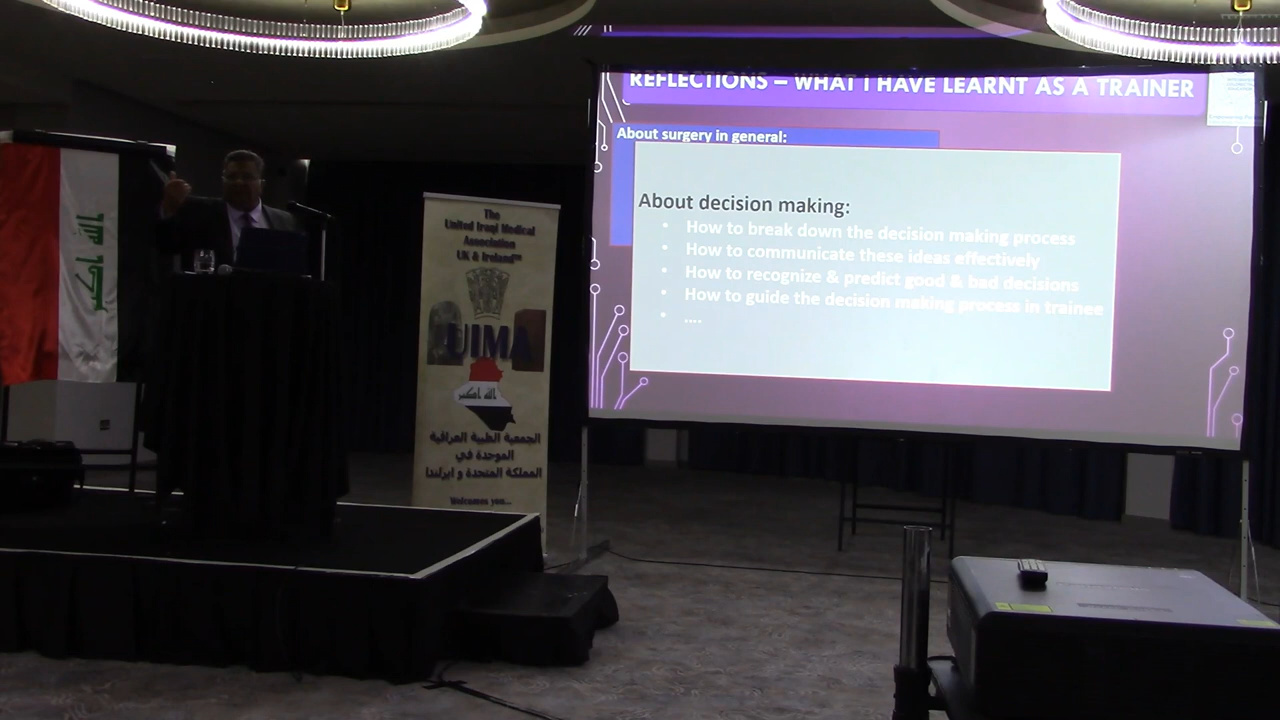 REFLECTIONS – WHAT I HAVE LEARNT AS A TRAINER
About surgery in general:
About decision making:
• How to break down the decision making process
• How to communicate these ideas effectively
• How to recognize & predict good & bad decisions
• How to guide the decision making process in trainee
• ....
The
United Iraqi Medical
Association
UK & Ireland™
UIMA
الله اكبر
الجمعية الطبية العراقية
الموحدة في
المملكة المتحدة و ايرلندا
Welcomes you...
الله اكبر